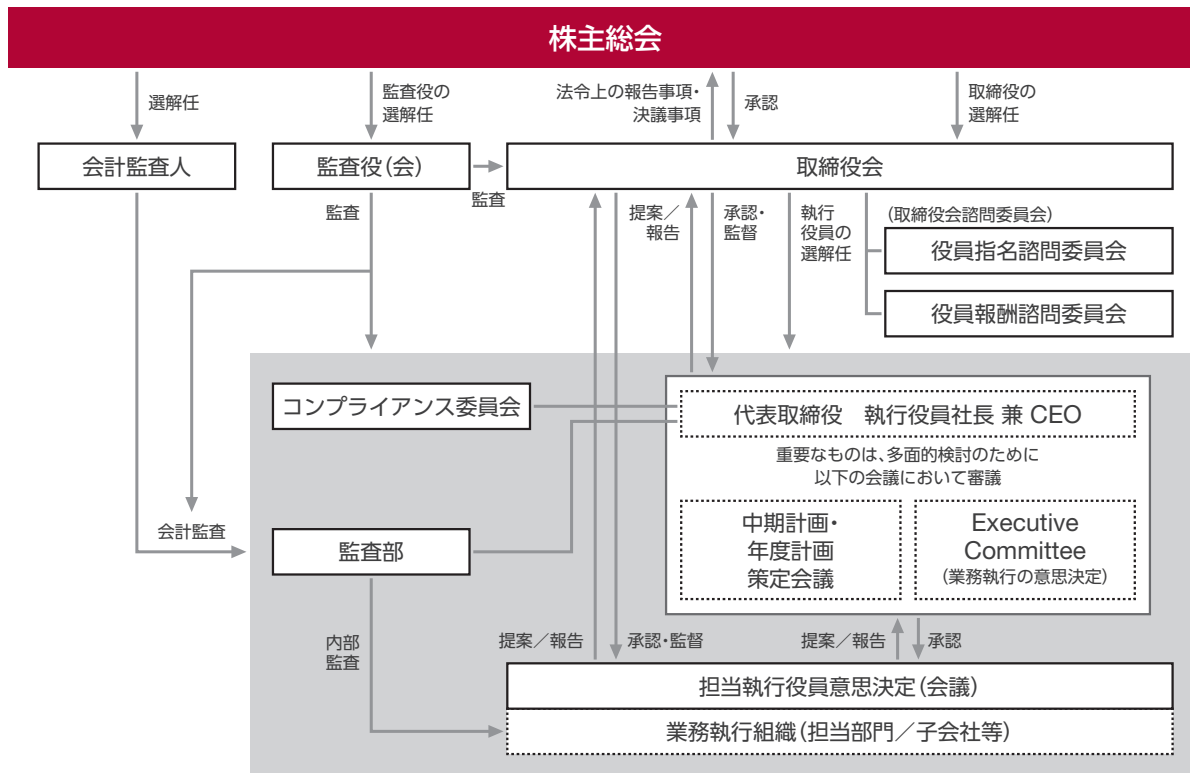 株主総会
選解任
監査役の
選解任
法令上の報告事項・
決議事項
承認
取締役の
選解任
会計監査人
監査役（会）
監査
取締役会
監査
提案／
報告
承認・
監督
執行
役員の
選解任
（取締役会諮問委員会）
役員指名諮問委員会
役員報酬諮問委員会
コンプライアンス委員会
代表取締役　執行役員社長 兼 CEO
重要なものは、多面的検討のために
以下の会議において審議
中期計画・
年度計画
策定会議
Executive
Committee
（業務執行の意思決定）
会計監査
監査部
内部
監査
提案／報告
承認・監督
提案／報告
承認
担当執行役員意思決定（会議）
業務執行組織（担当部門／子会社等）